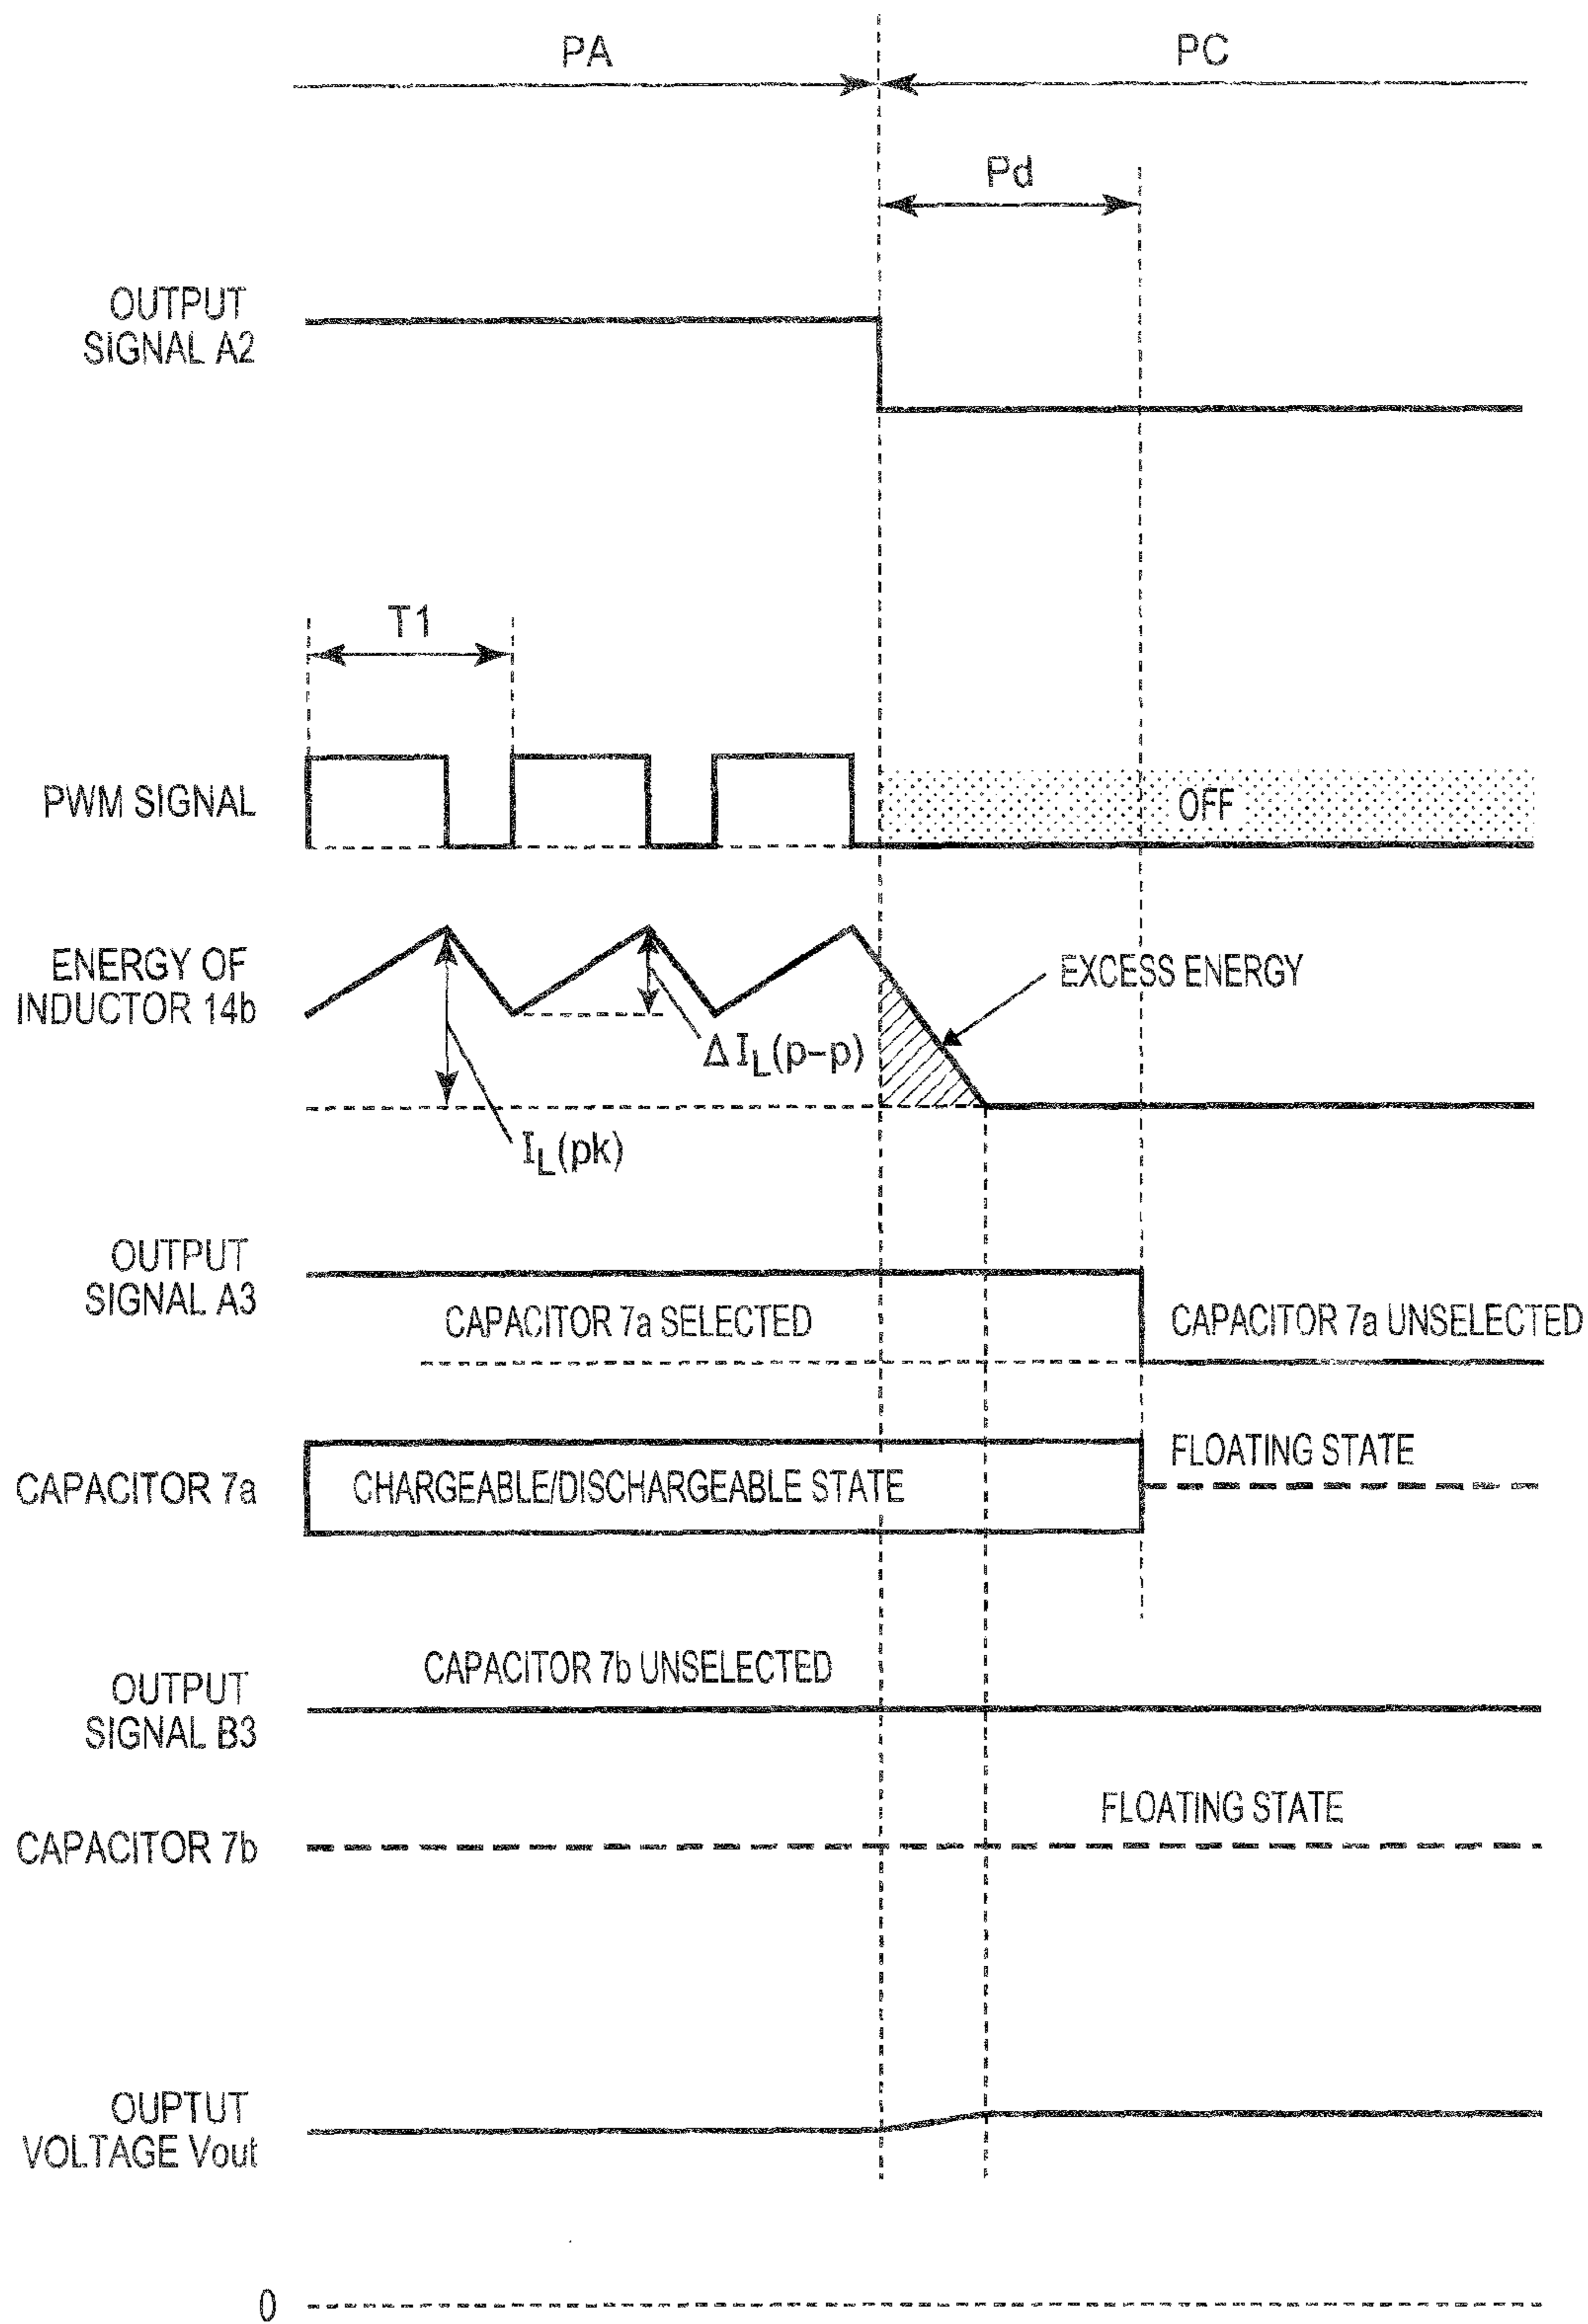 PA
PC
Pd
OUTPUT
SIGNAL A2
T1
PWM SIGNAL
OFF
ENERGY OF
INDUCTOR 14b
EXCESS ENERGY
ΔIL(p-p)
IL(pk)
OUTPUT
SIGNAL A3
CAPACITOR 7a SELECTED
CAPACITOR 7a UNSELECTED
CAPACITOR 7a
CHARGEABLE/DISCHARGEABLE STATE
FLOATING STATE
CAPACITOR 7b UNSELECTED
OUTPUT
SIGNAL B3
FLOATING STATE
CAPACITOR 7b
OUPTUT
VOLTAGE Vout
0